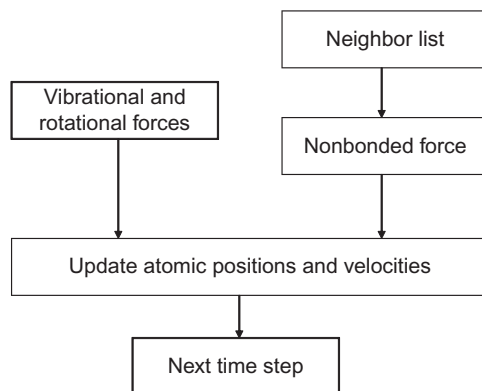 Neighbor list
Vibrational and
rotational forces
Nonbonded force
Update atomic positions and velocities
Next time step